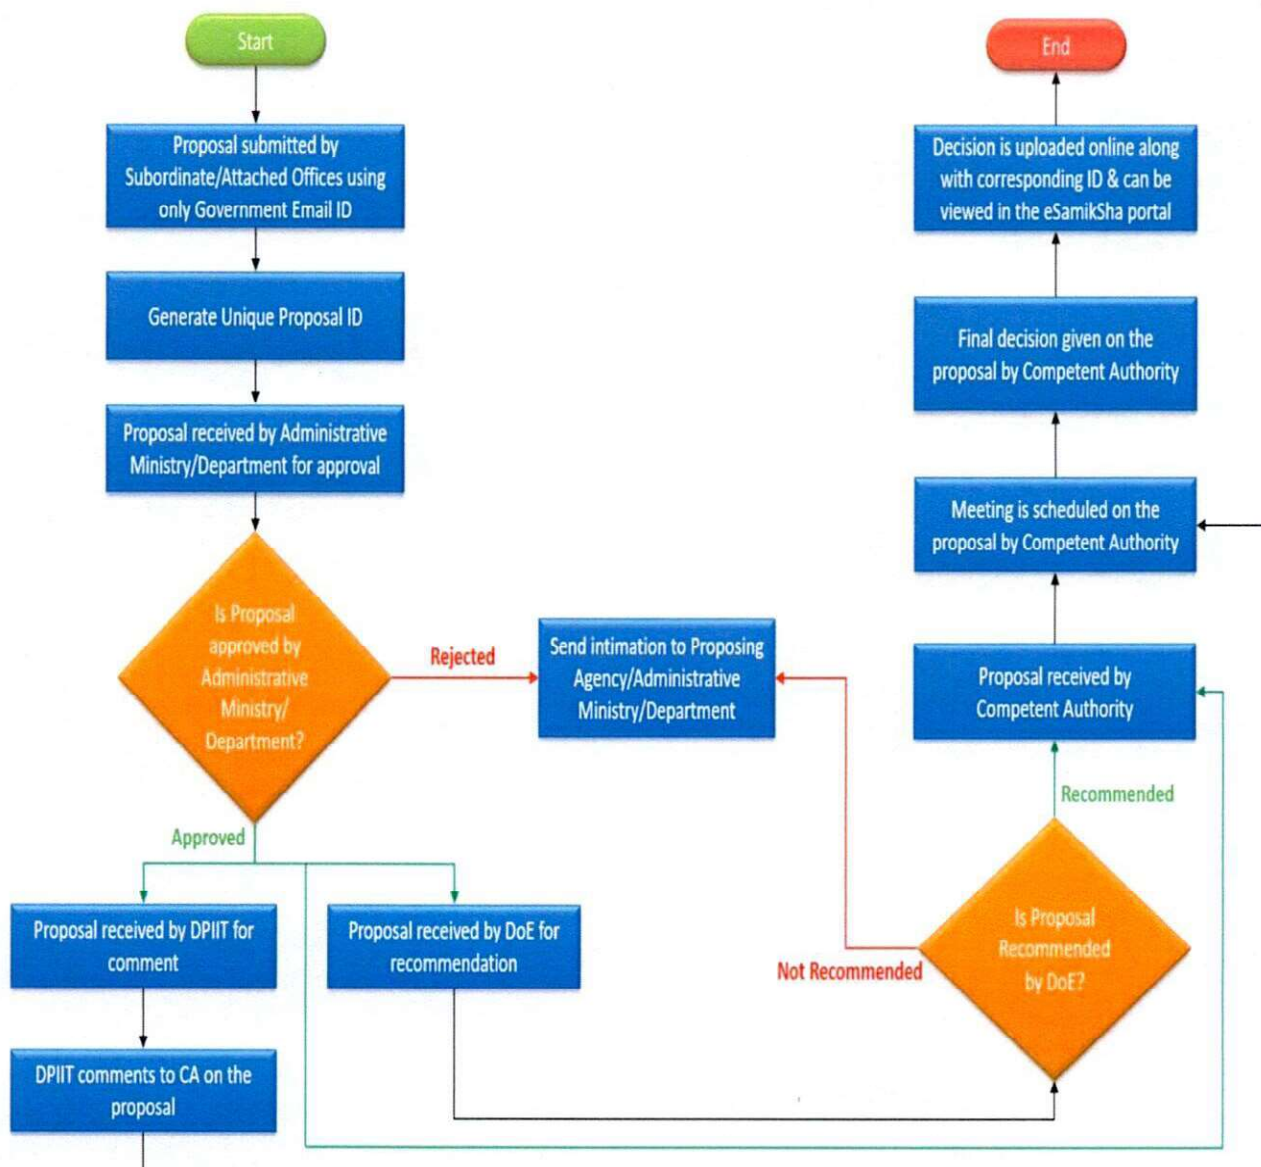 Start
Proposal submitted by
Subordinate/Attached Offices using
only Government Email ID
Generate Unique Proposal ID
Proposal received by Administrative
Ministry/Department for approval
Is Proposal
approved by
Administrative
Ministry/
Department?
Rejected
Send intimation to Proposing
Agency/Administrative
Ministry/Department
Approved
Proposal received by DPIIT for
comment
DPIIT comments to CA on the
proposal
Proposal received by DoE for
recommendation
Is Proposal
Recommended
by DoE?
Not Recommended
Recommended
Proposal received by
Competent Authority
Meeting is scheduled on the
proposal by Competent Authority
Final decision given on the
proposal by Competent Authority
Decision is uploaded online along
with corresponding ID & can be
viewed in the eSamikSha portal
End